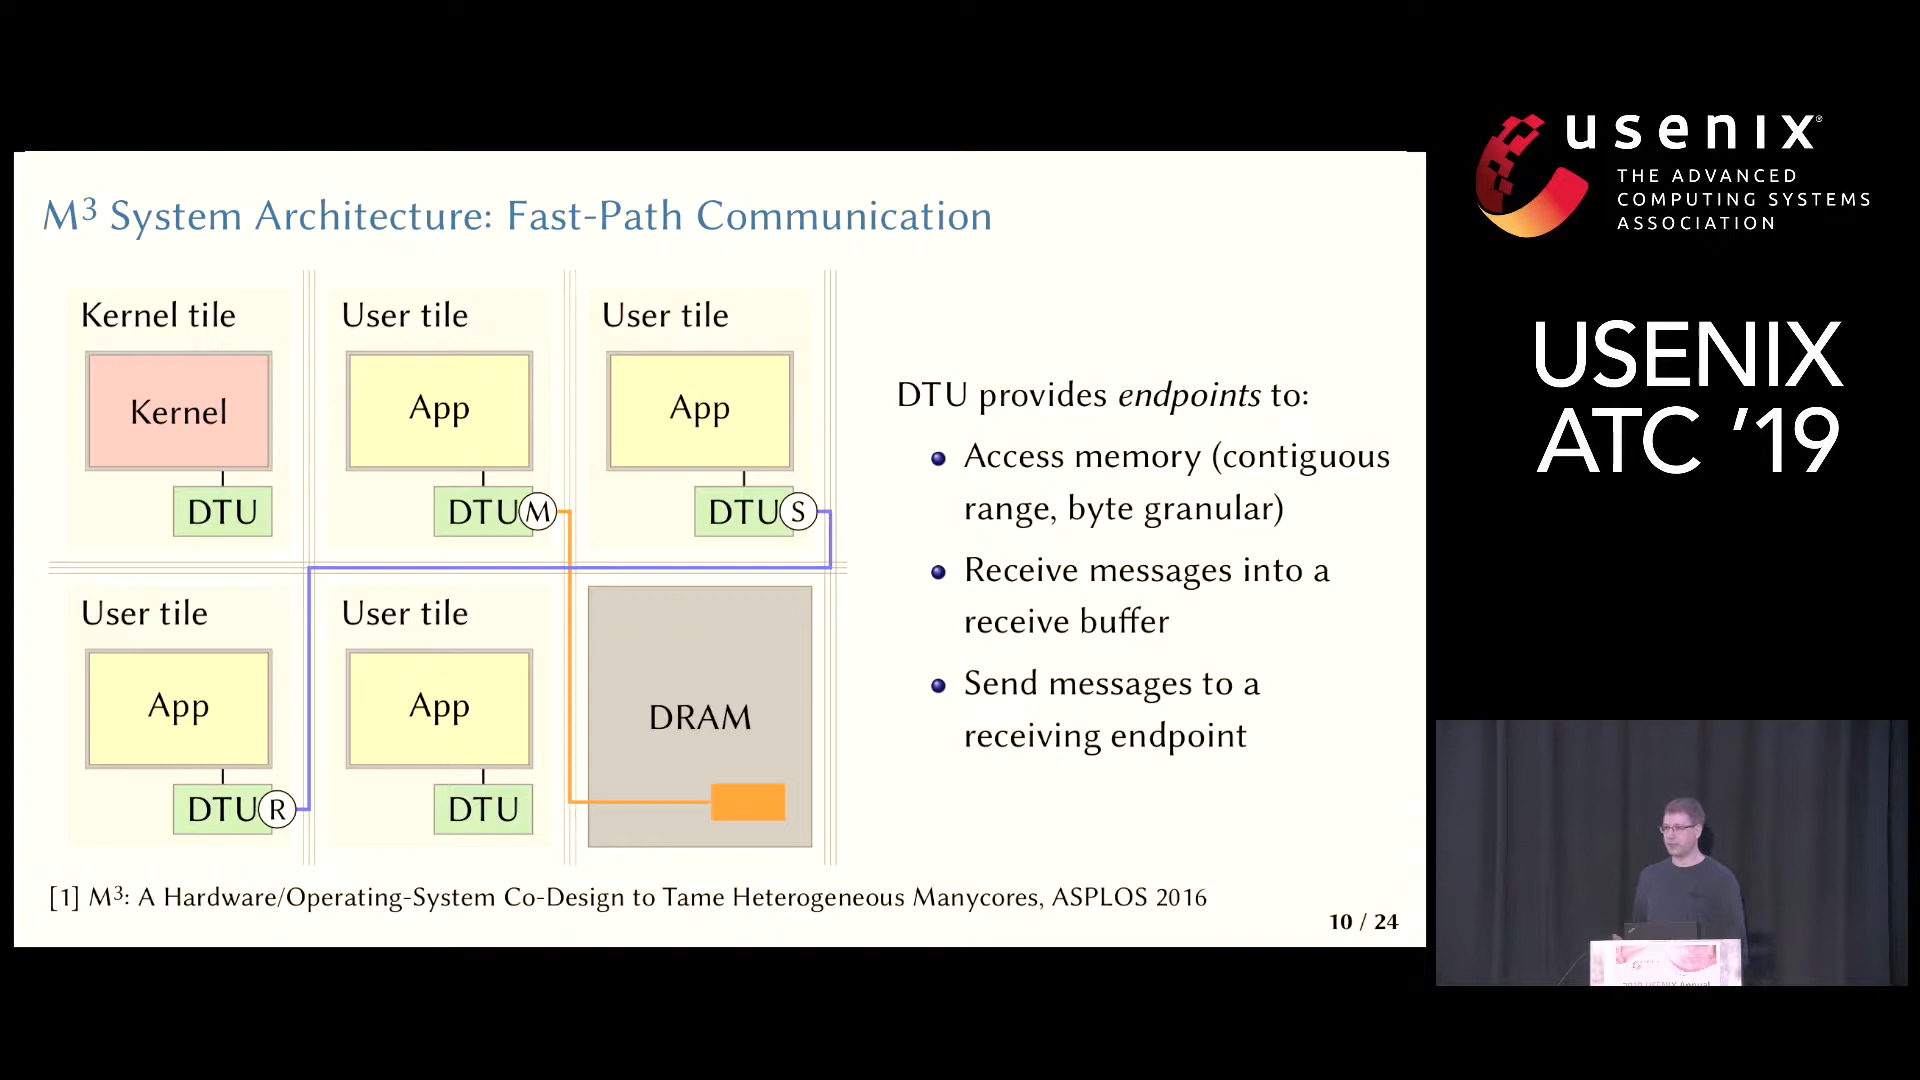 M³ System Architecture: Fast-Path Communication
Kernel tile
User tile
User tile
Kernel
App
App
DTU
DTU
M
DTU
S
User tile
User tile
App
App
DRAM
DTU
R
DTU
DTU provides endpoints to:
Access memory (contiguous
range, byte granular)
Receive messages into a
receive buffer
Send messages to a
receiving endpoint
[1] M³: A Hardware/Operating-System Co-Design to Tame Heterogeneous Manycores, ASPLOS 2016
10 / 24
usenix®
THE ADVANCED
COMPUTING SYSTEMS
ASSOCIATION
USENIX
ATC ’19